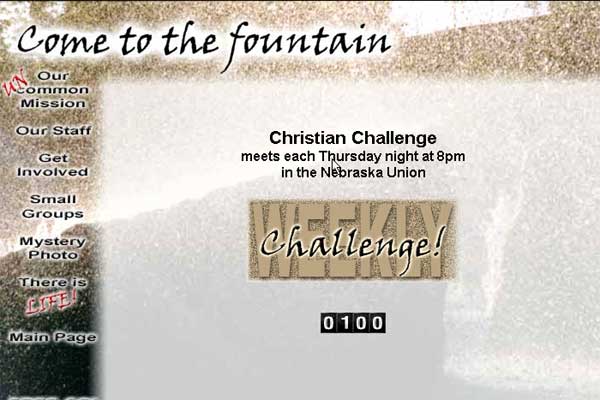 Come to the fountain
UN
Our
common
Mission
Our Staff
Get
Involved
Small
Groups
Mystery
Photo
There is
LIFE!
Main Page
Christian Challenge
meets each Thursday night at 8pm
in the Nebraska Union
WEEKLY
Challenge!
0100